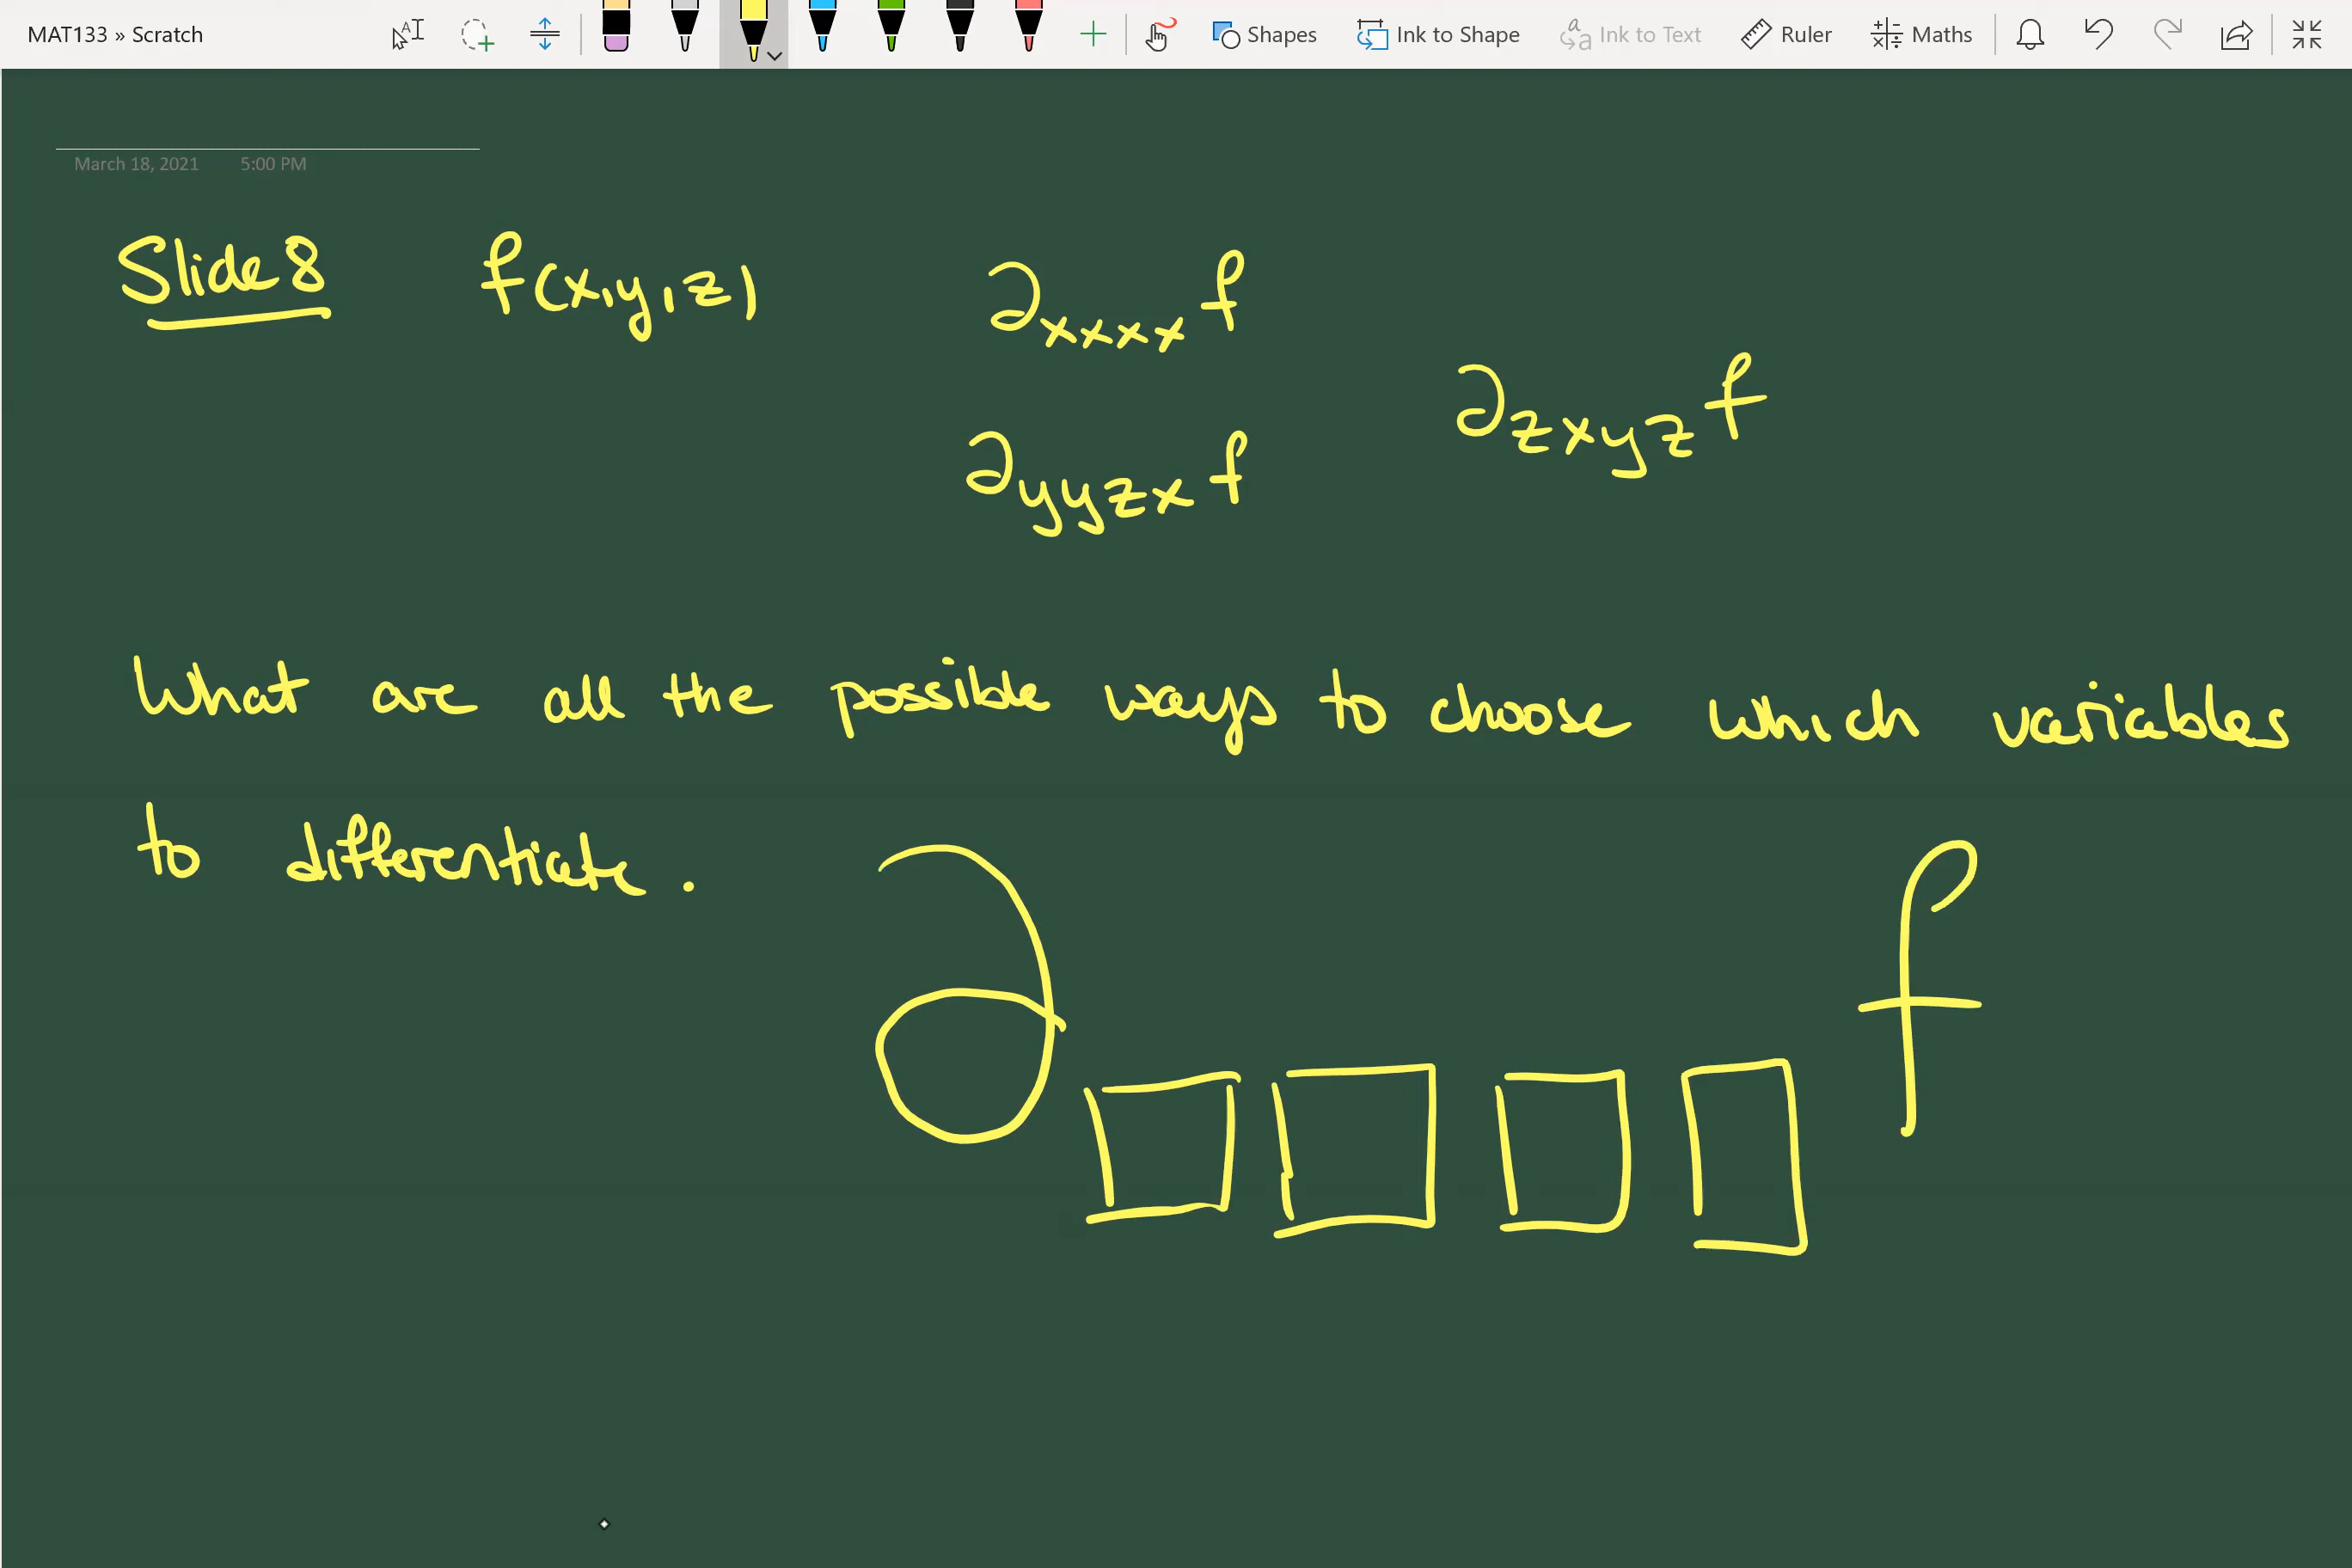 MAT133 » Scratch
Shapes
Ink to Shape
Ink to Text
Ruler
Maths
March 18, 2021 5:00 PM
Slide 8 f(x,y,z) ∂xxxx f
∂zxyz f
∂yyzx f
What are all the possible ways to choose which variables
to differentiate.
∂□□□□ f